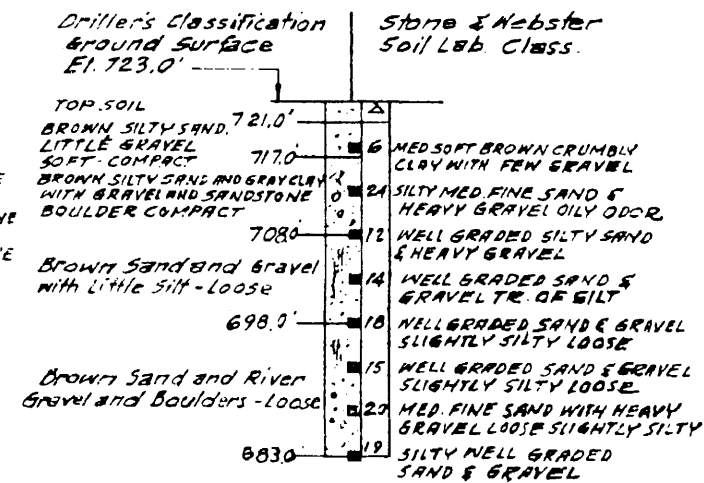 Driller's Classification
Ground Surface
El. 723.0'
Stone & Webster
Soil Lab. Class.
TOP SOIL
721.0'
BROWN SILTY SAND,
LITTLE GRAVEL
SOFT-COMPACT
717.0'
BROWN SILTY SAND AND GRAY CLAY
WITH GRAVEL AND SANDSTONE
BOULDER COMPACT
708.0'
Brown Sand and Gravel
with Little Silt - Loose
698.0'
Brown Sand and River
Gravel and Boulders - Loose
683.0
6 MED SOFT BROWN CRUMBLY
CLAY WITH FEW GRAVEL
24 SILTY MED. FINE SAND &
HEAVY GRAVEL OILY ODOR
12 WELL GRADED SILTY SAND
& HEAVY GRAVEL
14 WELL GRADED SAND &
GRAVEL TR. OF SILT
18 WELL GRADED SAND & GRAVEL
SLIGHTLY SILTY LOOSE
15 WELL GRADED SAND & GRAVEL
SLIGHTLY SILTY LOOSE
20 MED. FINE SAND WITH HEAVY
GRAVEL LOOSE SLIGHTLY SILTY
19 SILTY WELL GRADED
SAND & GRAVEL